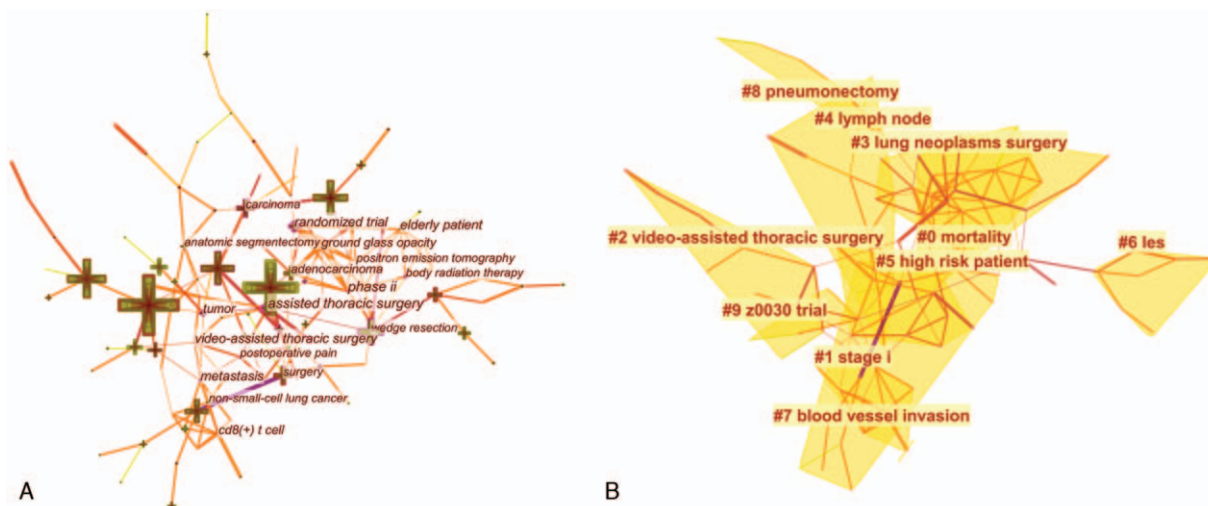 carcinoma
randomized trial
elderly patient
anatomic segmentectomy
ground glass opacity
positron emission tomography
adenocarcinoma
body radiation therapy
phase ii
assisted thoracic surgery
tumor
wedge resection
video-assisted thoracic surgery
postoperative pain
surgery
metastasis
non-small-cell lung cancer
cd8(+) t cell
A
#8 pneumonectomy
#4 lymph node
#3 lung neoplasms surgery
#2 video-assisted thoracic surgery
#0 mortality
#6 les
#5 high risk patient
#9 z0030 trial
#1 stage i
#7 blood vessel invasion
B